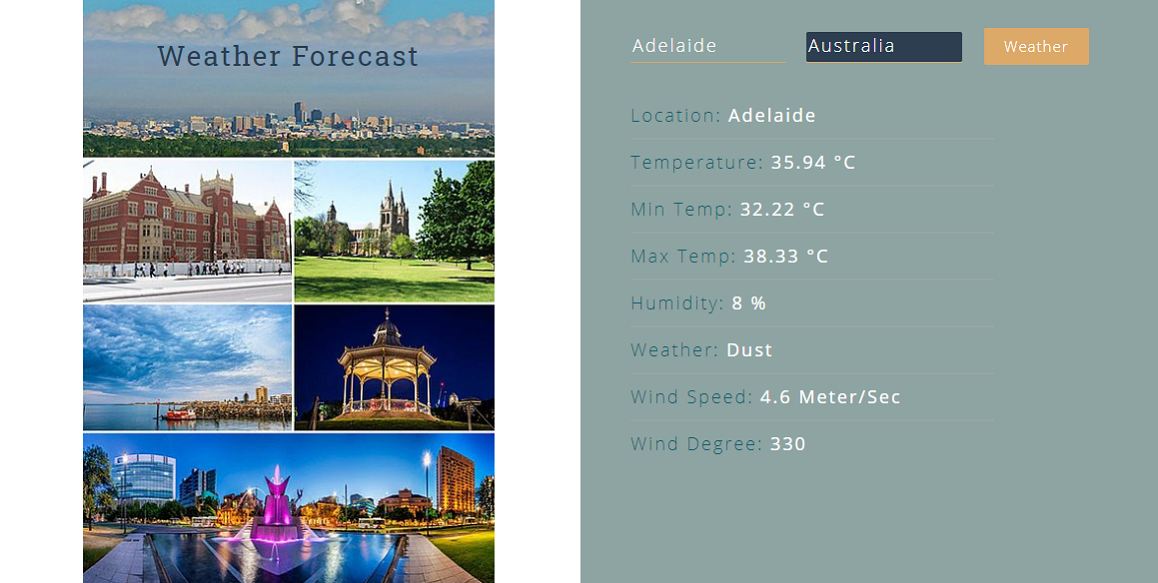 Weather Forecast
Adelaide
Australia
Weather
Location: Adelaide
Temperature: 35.94 °C
Min Temp: 32.22 °C
Max Temp: 38.33 °C
Humidity: 8 %
Weather: Dust
Wind Speed: 4.6 Meter/Sec
Wind Degree: 330